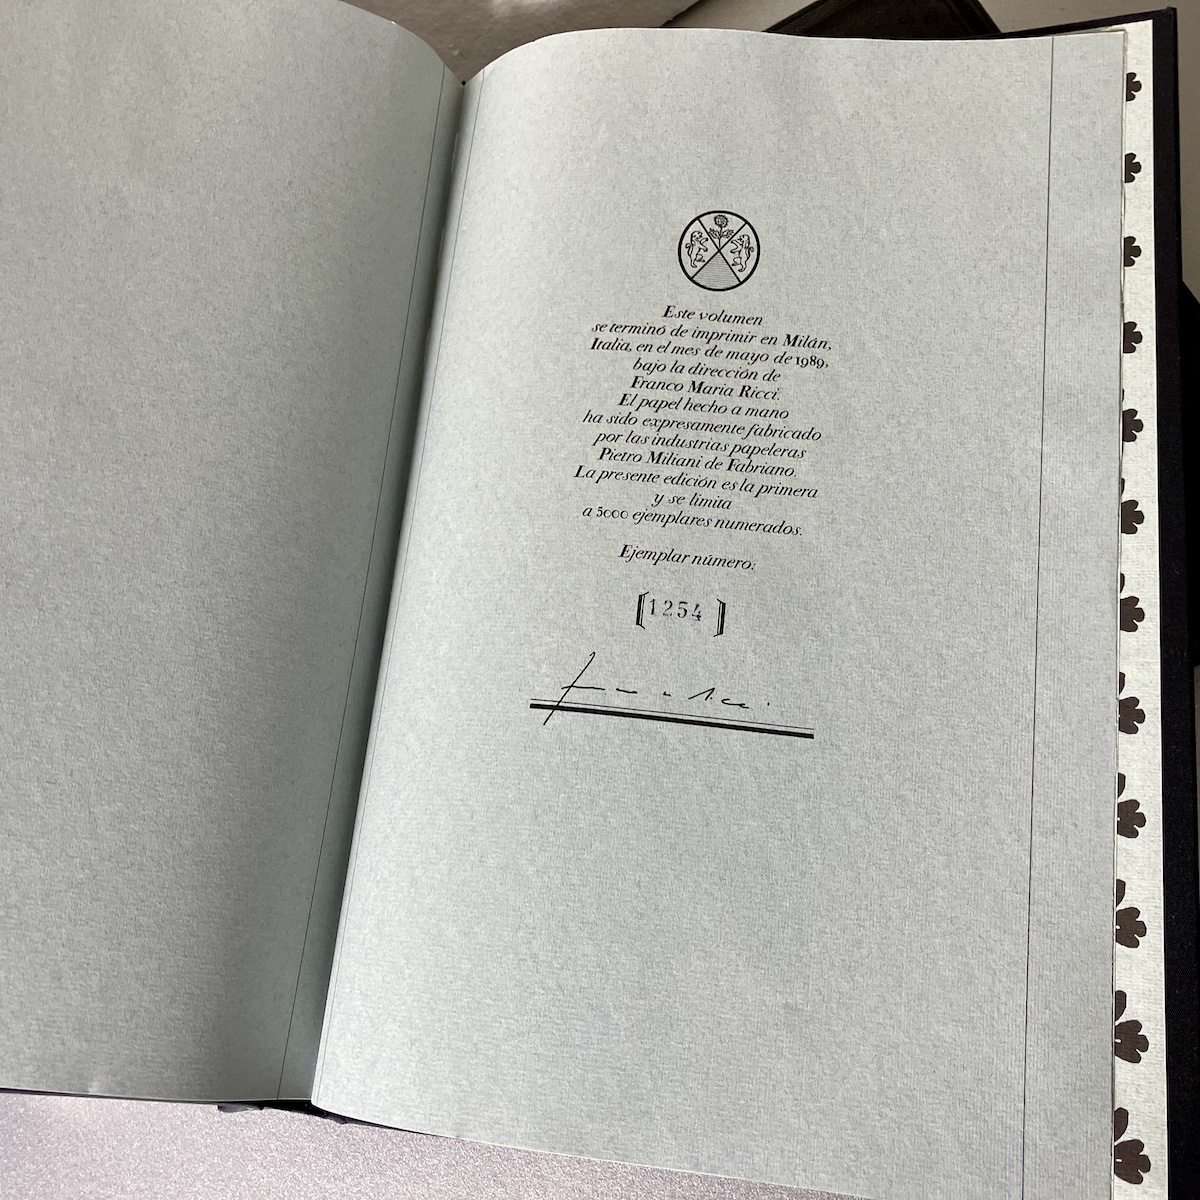 Este volumen
se terminó de imprimir en Milán,
Italia, en el mes de mayo de 1989,
bajo la dirección de
Franco Maria Ricci.
El papel hecho a mano
ha sido expresamente fabricado
por las industrias papeleras
Pietro Miliani de Fabriano.
La presente edición es la primera
y se limita
a 5000 ejemplares numerados.
Ejemplar número:
[1254]